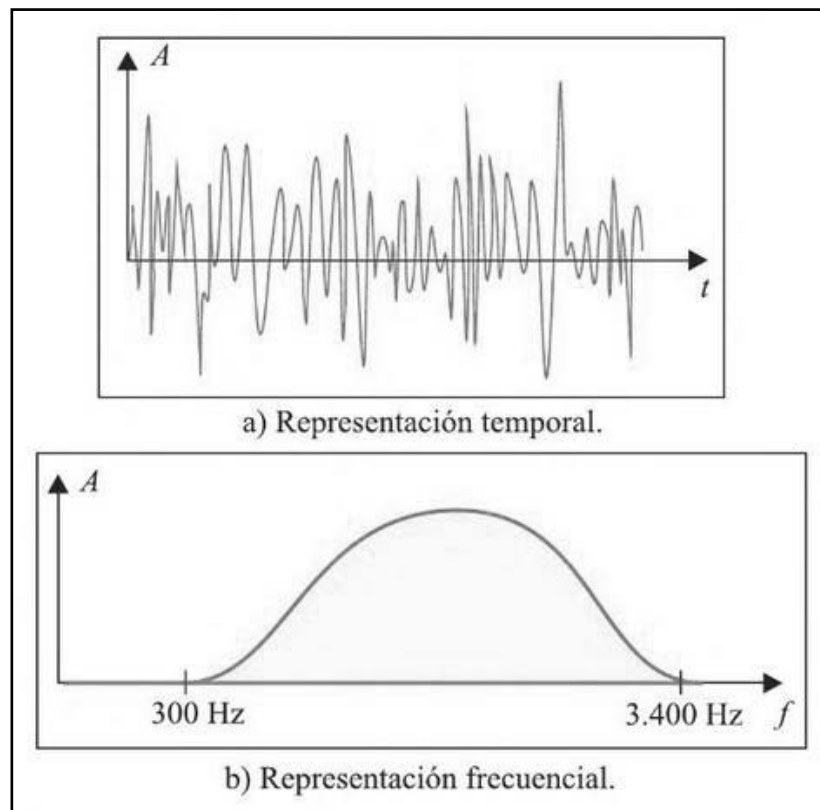 A
t
a) Representación temporal.
A
300 Hz
3.400 Hz
f
b) Representación frecuencial.